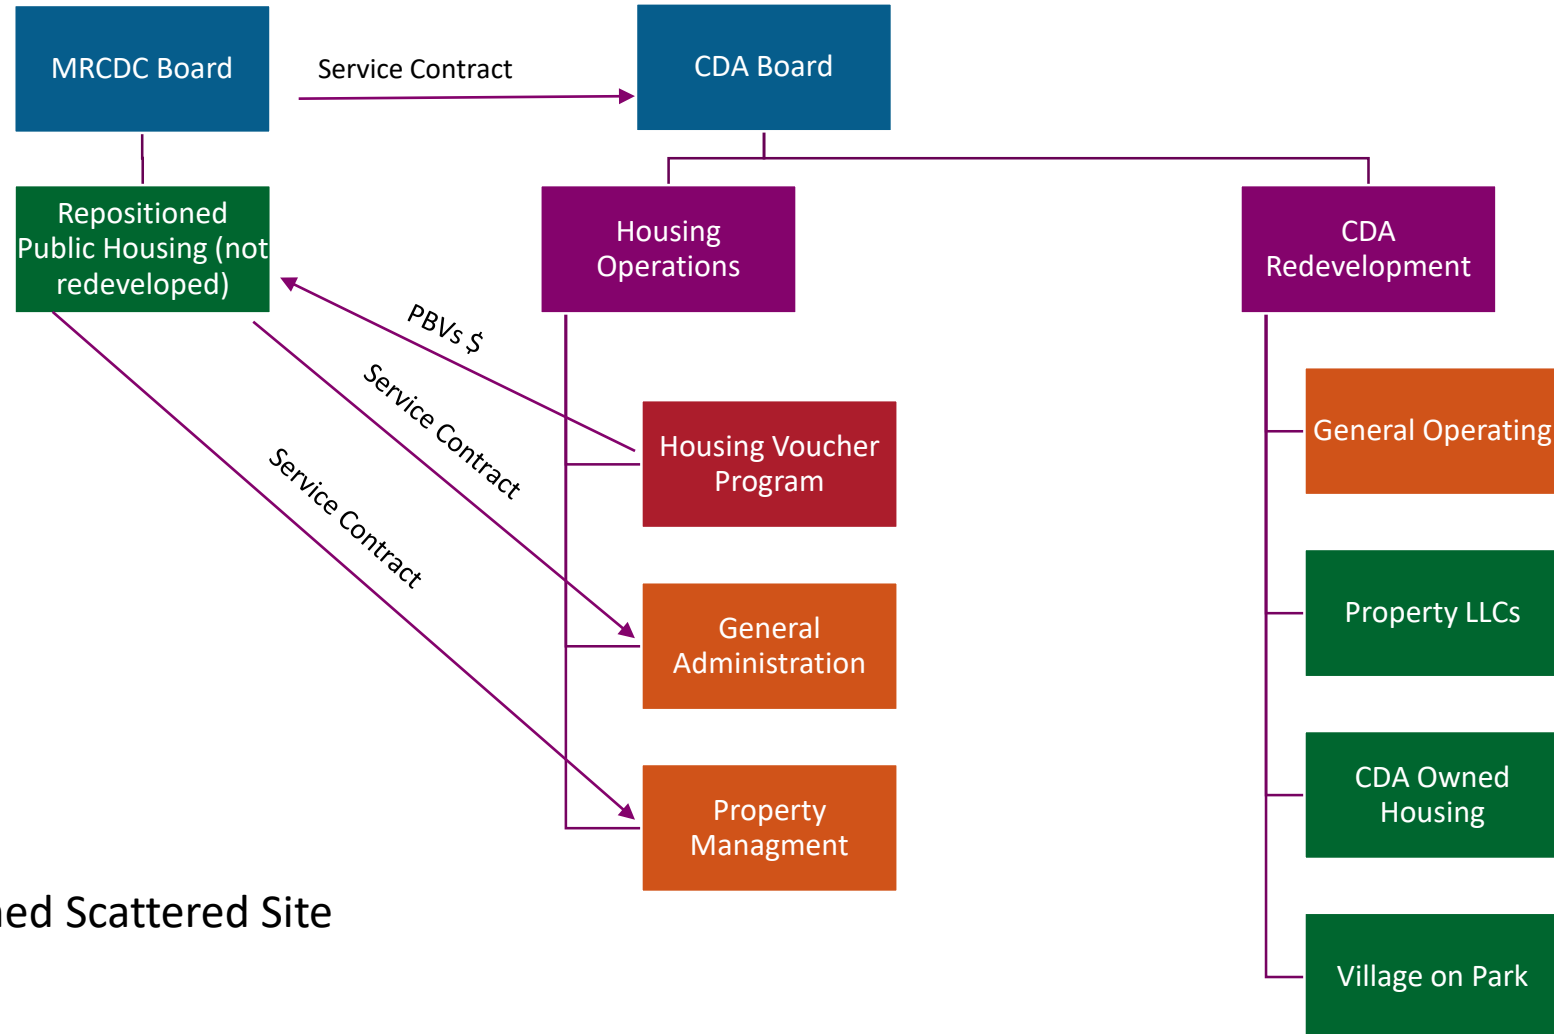 MRCDC Board
Service Contract
CDA Board
Repositioned
Public Housing (not
redeveloped)
Housing
Operations
CDA
Redevelopment
PBVs $
Service Contract
Service Contract
Housing Voucher
Program
General
Administration
Property
Managment
General Operating
Property LLCs
CDA Owned
Housing
Village on Park
Scattered Site